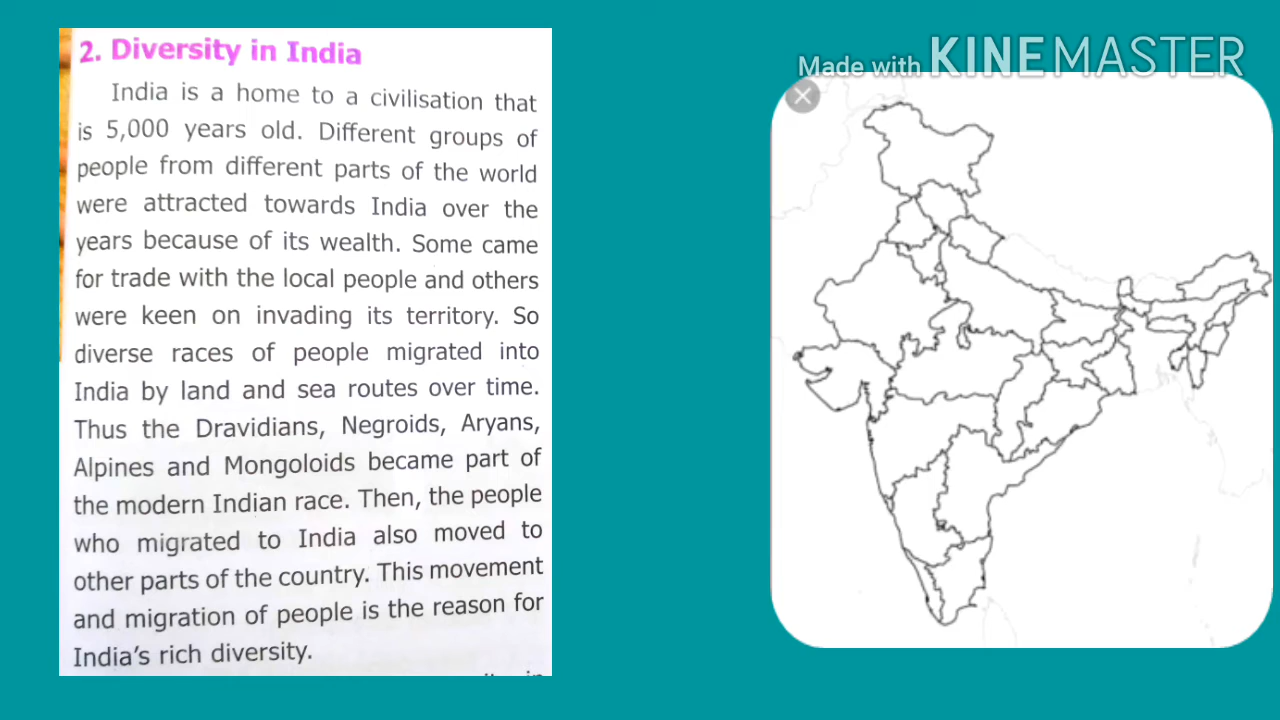 2. Diversity in India
India is a home to a civilisation that
is 5,000 years old. Different groups of
people from different parts of the world
were attracted towards India over the
years because of its wealth. Some came
for trade with the local people and others
were keen on invading its territory. So
diverse races of people migrated into
India by land and sea routes over time.
Thus the Dravidians, Negroids, Aryans,
Alpines and Mongoloids became part of
the modern Indian race. Then, the people
who migrated to India also moved to
other parts of the country. This movement
and migration of people is the reason for
India's rich diversity.
Made with KINEMASTER